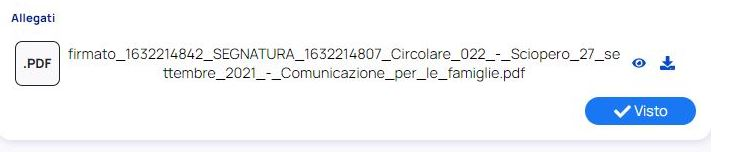 Allegati
.PDF
firmato_1632214842_SEGNATURA_1632214807_Circolare_022_-_Sciopero_27_se
ttembre_2021_-_Comunicazione_per_le_famiglie.pdf
Visto